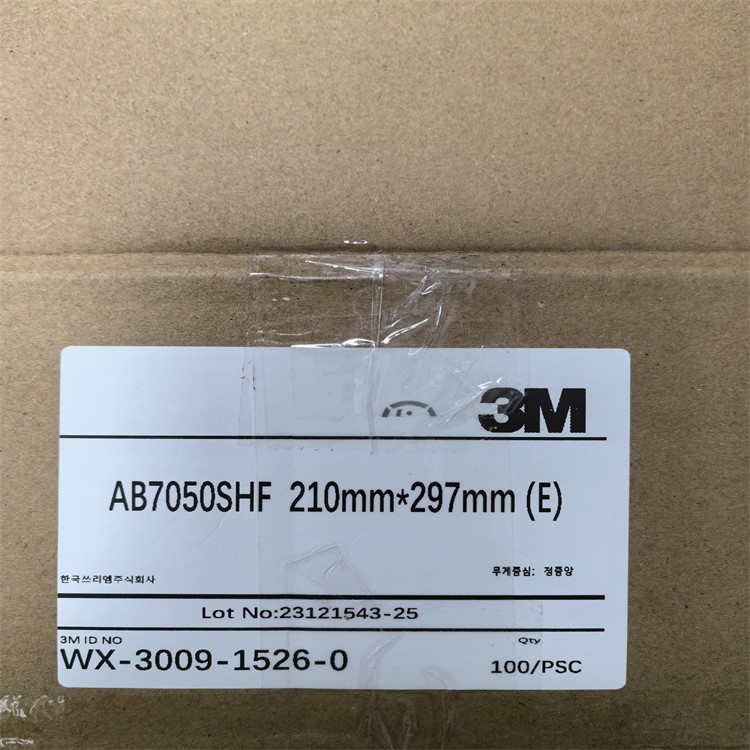 3M
AB7050SHF 210mm*297mm (E)
한국쓰리엠주식회사
루게중심: 정중앙
Lot No:23121543-25
3M ID NO
Qty
WX-3009-1526-0
100/PSC